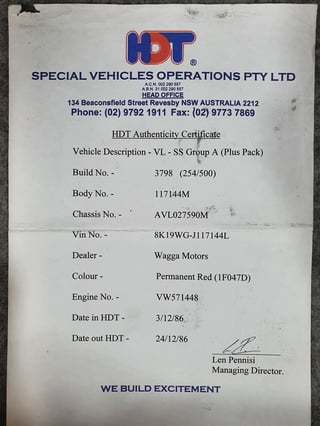 HDT ®
SPECIAL VEHICLES OPERATIONS PTY LTD
A.C.N. 002 290 557
A.B.N. 31 002 290 557
HEAD OFFICE
134 Beaconsfield Street Revesby NSW AUSTRALIA 2212
Phone: (02) 9792 1911 Fax: (02) 9773 7869
HDT Authenticity Certificate
Vehicle Description - VL - SS Group A (Plus Pack)
Build No. - 3798 (254/500)
Body No. - 117144M
Chassis No. - AVL027590M
Vin No. - 8K19WG-J117144L
Dealer - Wagga Motors
Colour - Permanent Red (1F047D)
Engine No. - VW571448
Date in HDT - 3/12/86
Date out HDT - 24/12/86
Len Pennisi
Managing Director.
WE BUILD EXCITEMENT